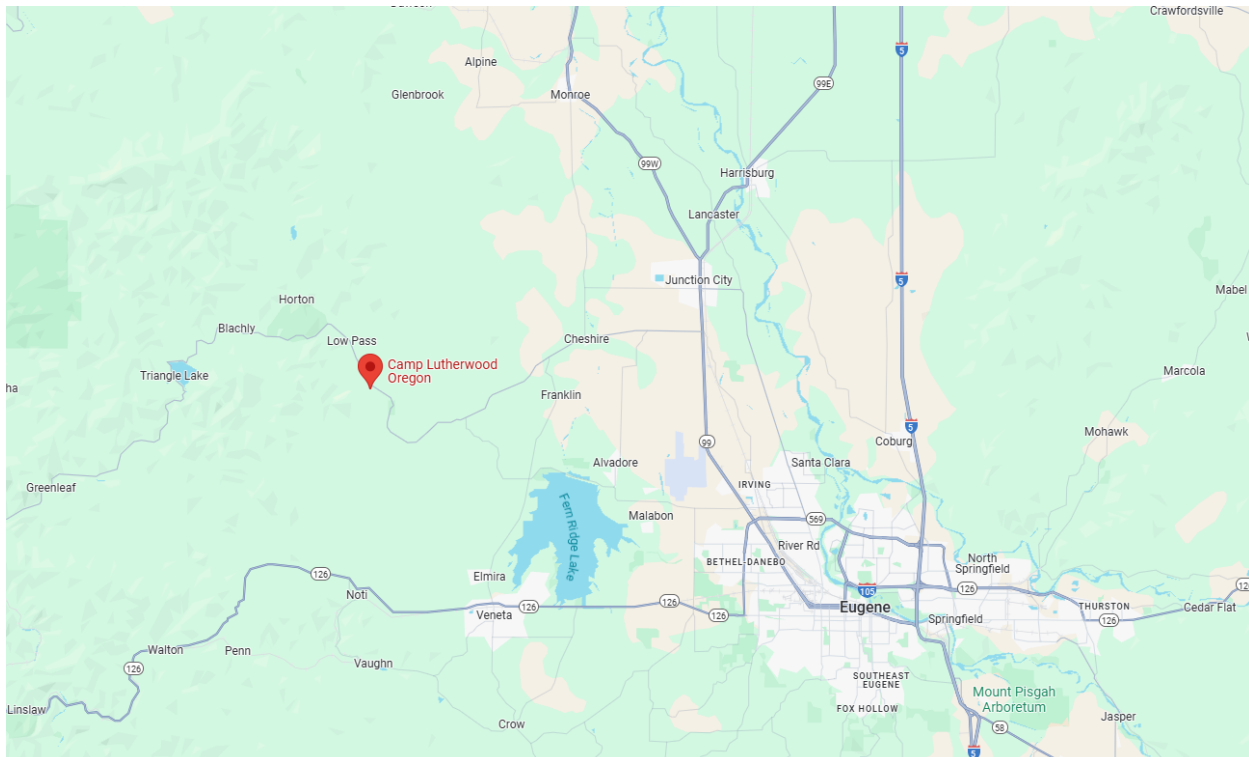 Crawfordsville
5
Alpine
99E
Glenbrook
Monroe
99W
Harrisburg
Lancaster
5
Junction City
Mabel
Horton
Blachly
Low Pass
Cheshire
Camp Lutherwood
Oregon
Triangle Lake
Marcola
Franklin
5
Mohawk
99
Coburg
Alvadore
Santa Clara
Greenleaf
IRVING
Fern Ridge Lake
Malabon
569
River Rd
North
Springfield
BETHEL-DANEBO
126
Elmira
Noti
105
126
126
126
126
Eugene
THURSTON
Cedar Flat
Veneta
126
126
Springfield
Walton
Penn
Vaughn
126
SOUTHEAST
EUGENE
Mount Pisgah
Arboretum
FOX HOLLOW
Linslaw
Crow
Jasper
58
5